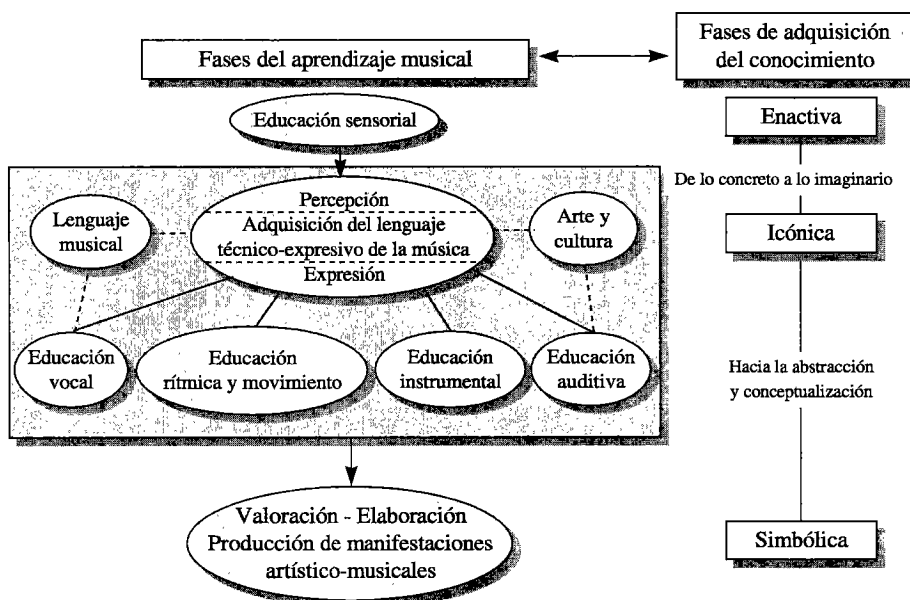 Fases del aprendizaje musical
Fases de adquisición
del conocimiento
Educación sensorial
Enactiva
De lo concreto a lo imaginario
Percepción
Adquisición del lenguaje
técnico-expresivo de la música
Expresión
Lenguaje
musical
Arte y
cultura
Icónica
Educación
vocal
Educación
rítmica y movimiento
Educación
instrumental
Educación
auditiva
Hacia la abstracción
y conceptualización
Valoración - Elaboración
Producción de manifestaciones
artístico-musicales
Simbólica